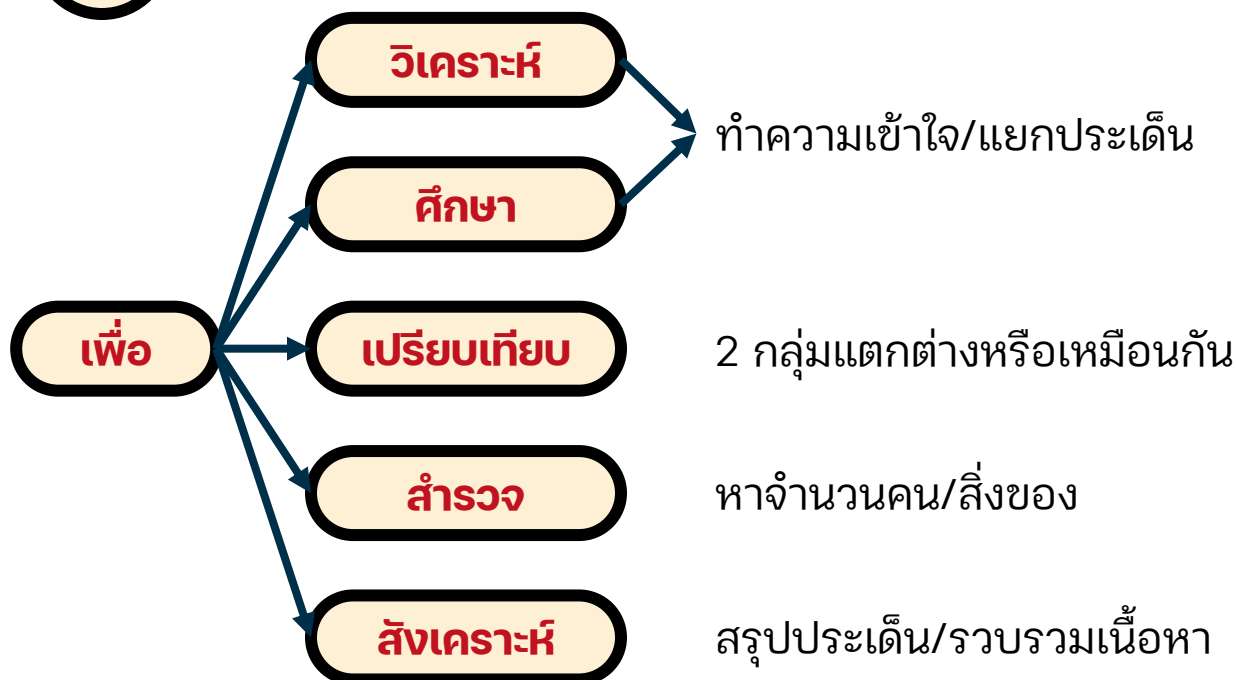 วิเคราะห์
ทำความเข้าใจ/แยกประเด็น
ศึกษา
เพื่อ
เปรียบเทียบ
2 กลุ่มแตกต่างหรือเหมือนกัน
สำรวจ
หาจำนวนคน/สิ่งของ
สังเคราะห์
สรุปประเด็น/รวบรวมเนื้อหา